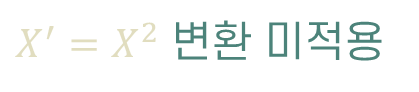 X′ = X² 변환 미적용